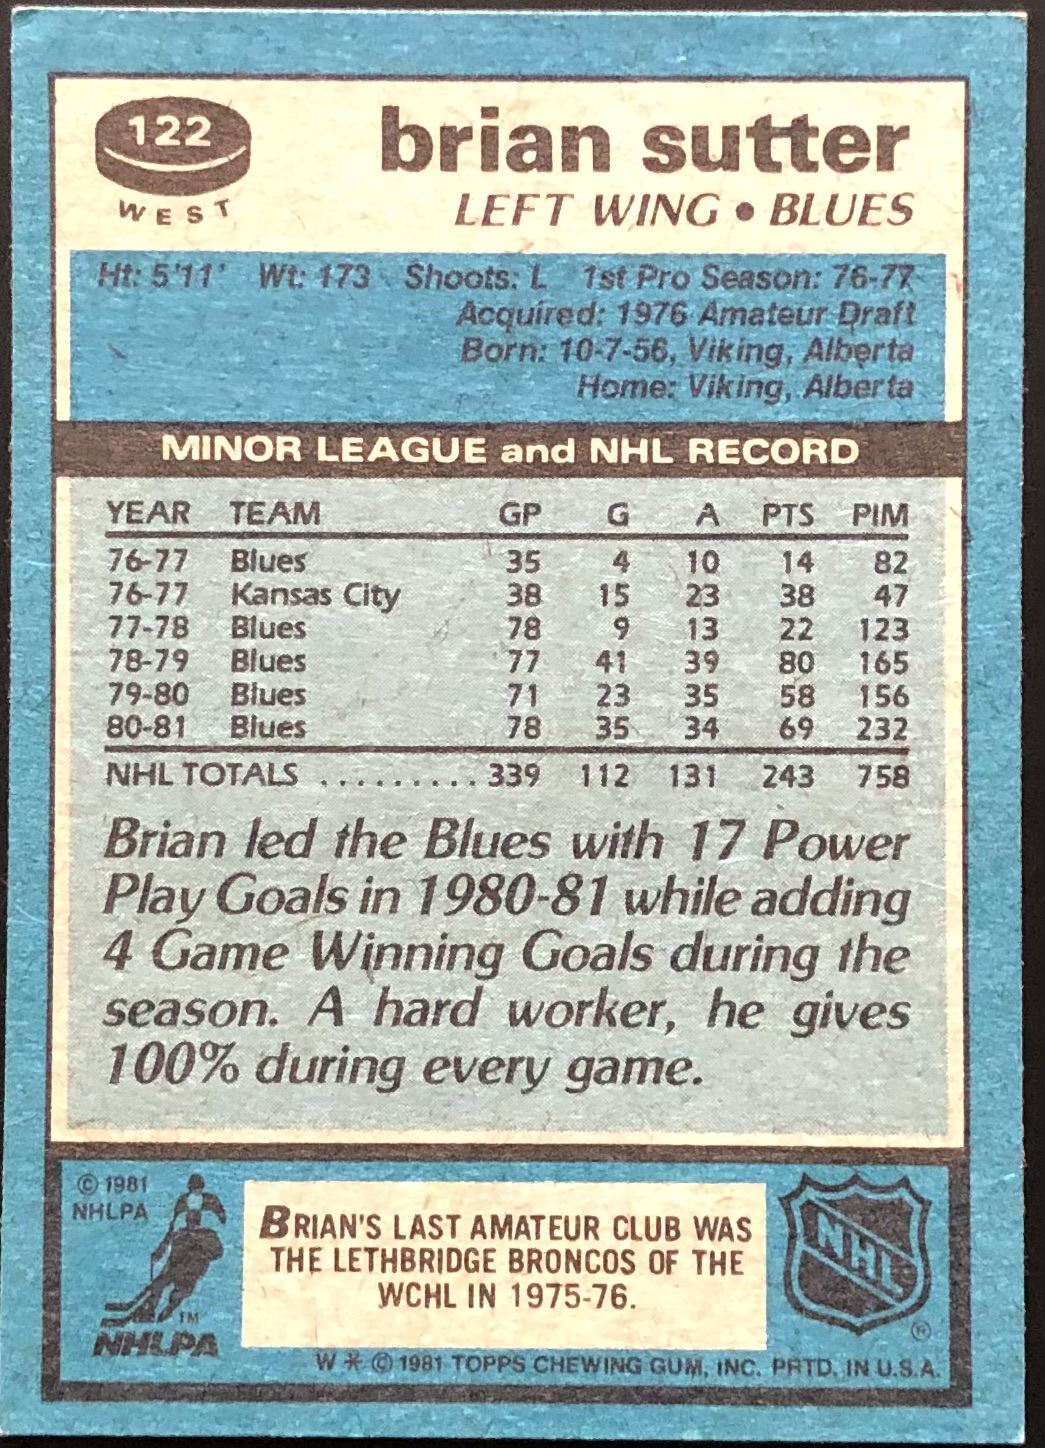 122
WEST
brian sutter
LEFT WING • BLUES
Ht: 5'11' Wt: 173 Shoots: L 1st Pro Season: 76-77
Acquired: 1976 Amateur Draft
Born: 10-7-56, Viking, Alberta
Home: Viking, Alberta
MINOR LEAGUE and NHL RECORD
YEAR TEAM GP G A PTS PIM
76-77 Blues 35 4 10 14 82
76-77 Kansas City 38 15 23 38 47
77-78 Blues 78 9 13 22 123
78-79 Blues 77 41 39 80 165
79-80 Blues 71 23 35 58 156
80-81 Blues 78 35 34 69 232
NHL TOTALS .......... 339 112 131 243 758
Brian led the Blues with 17 Power
Play Goals in 1980-81 while adding
4 Game Winning Goals during the
season. A hard worker, he gives
100% during every game.
© 1981
NHLPA
TM
NHLPA
BRIAN'S LAST AMATEUR CLUB WAS
THE LETHBRIDGE BRONCOS OF THE
WCHL IN 1975-76.
NHL
®
W * © 1981 TOPPS CHEWING GUM, INC. PRTD. IN U.S.A.